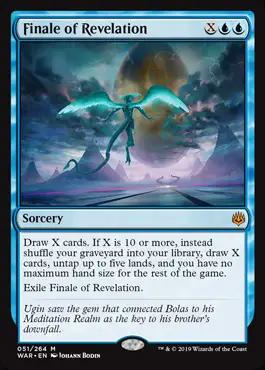 Finale of Revelation X
Sorcery
Draw X cards. If X is 10 or more, instead
shuffle your graveyard into your library, draw X
cards, untap up to five lands, and you have no
maximum hand size for the rest of the game.
Exile Finale of Revelation.
Ugin saw the gem that connected Bolas to his
Meditation Realm as the key to his brother's
downfall.
051/264 M
WAR • EN Johann Bodin
™ & © 2019 Wizards of the Coast